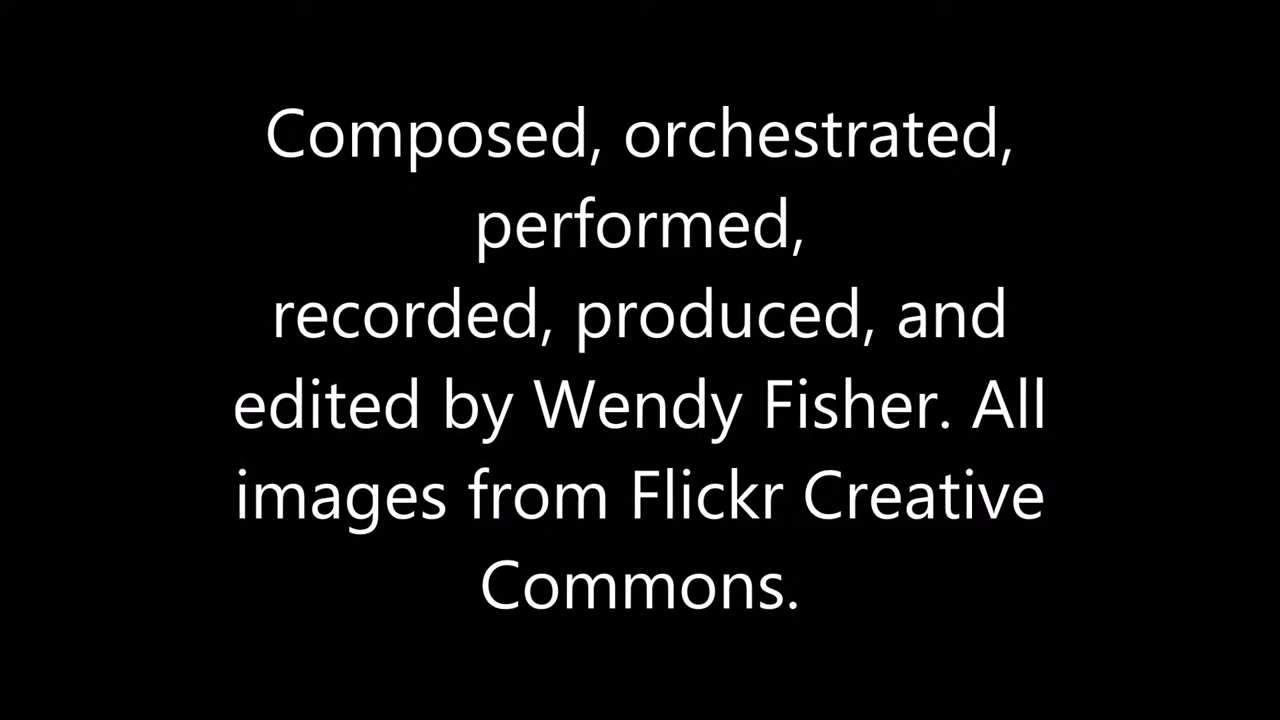 Composed, orchestrated,
performed,
recorded, produced, and
edited by Wendy Fisher. All
images from Flickr Creative
Commons.